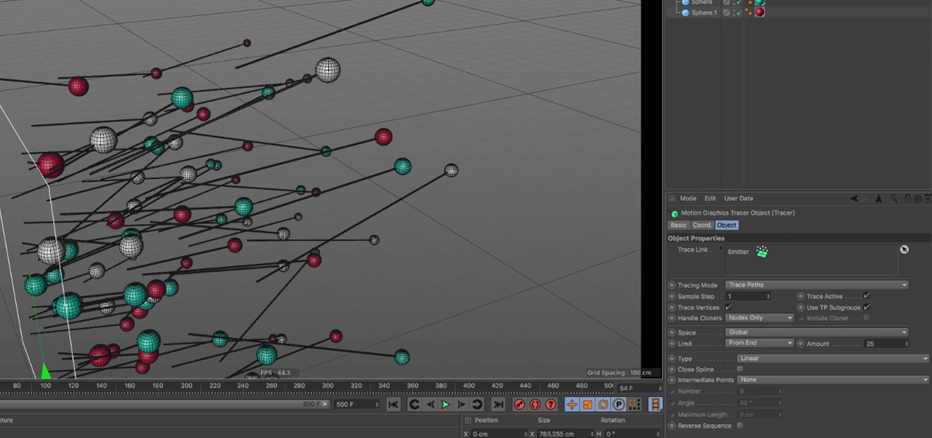 Sphere
Sphere.1
Mode Edit User Data
Motion Graphics Tracer Object [Tracer]
Basic Coord. Object
Object Properties
Trace Link
Emitter
Tracing Mode Trace Paths
Sample Step 1 Trace Active
Trace Vertices Use TP Subgroups
Handle Cloners Nodes Only Include Cloner
Space Global
Limit From End Amount 25
Type Linear
Close Spline
Intermediate Points None
Number
Angle
Maximum Length 5 cm
Reverse Sequence
FPS : 44.3
Grid Spacing : 100 cm
80 100 120 140 160 180 200 220 240 260 280 300 320 340 360 380 400 420 440 460 480 50
54 F
500 F 500 F
cture
Position Size Rotation
X 0 cm X 783.255 cm H 0 °